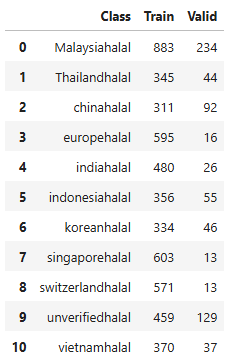 Class Train Valid
0 Malaysiahalal 883 234
1 Thailandhalal 345 44
2 chinahalal 311 92
3 europehalal 595 16
4 indiahalal 480 26
5 indonesiahalal 356 55
6 koreanhalal 334 46
7 singaporehalal 603 13
8 switzerlandhalal 571 13
9 unverifiedhalal 459 129
10 vietnamhalal 370 37